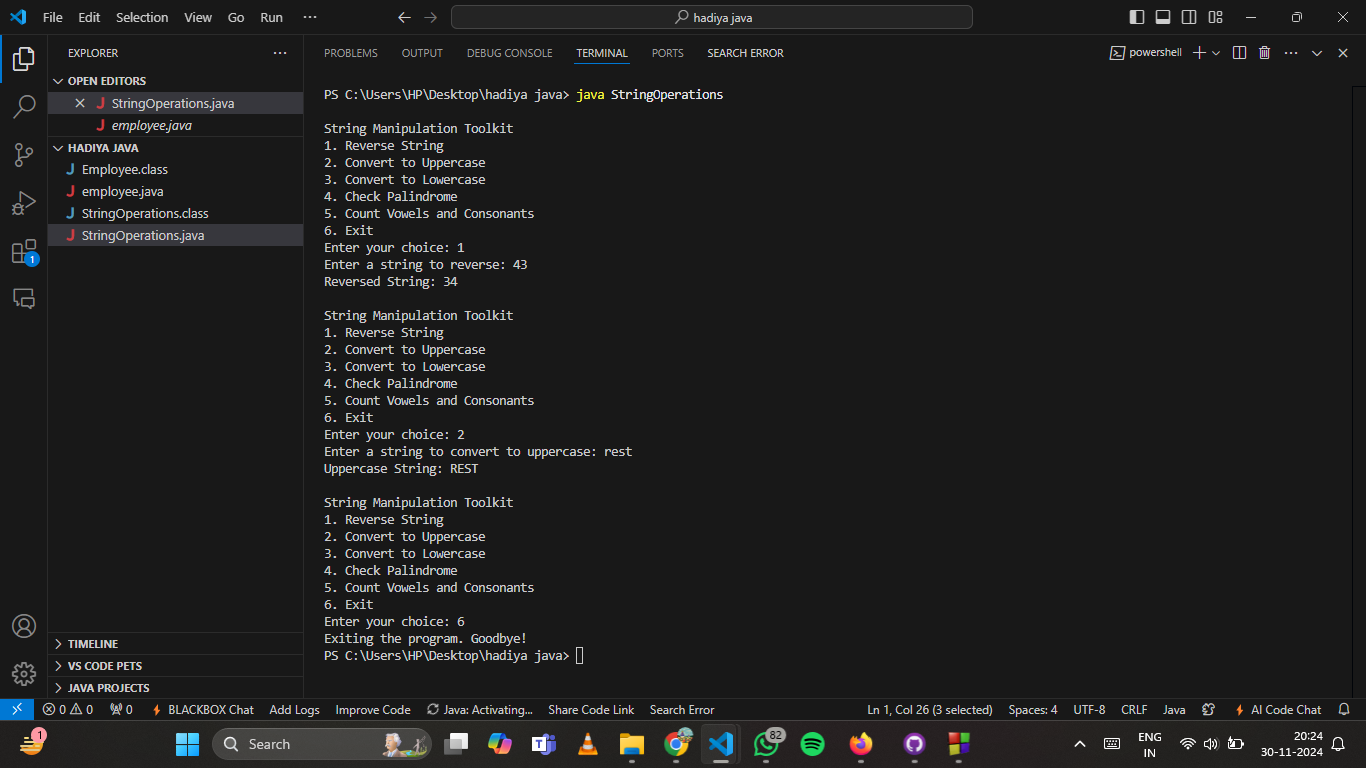 File Edit Selection View Go Run ··· hadiya java
EXPLORER ···
OPEN EDITORS
StringOperations.java
employee.java
HADIYA JAVA
Employee.class
employee.java
StringOperations.class
StringOperations.java
1
TIMELINE
VS CODE PETS
JAVA PROJECTS
PROBLEMS OUTPUT DEBUG CONSOLE TERMINAL PORTS SEARCH ERROR powershell
PS C:\Users\HP\Desktop\hadiya java> java StringOperations
String Manipulation Toolkit
1. Reverse String
2. Convert to Uppercase
3. Convert to Lowercase
4. Check Palindrome
5. Count Vowels and Consonants
6. Exit
Enter your choice: 1
Enter a string to reverse: 43
Reversed String: 34
String Manipulation Toolkit
1. Reverse String
2. Convert to Uppercase
3. Convert to Lowercase
4. Check Palindrome
5. Count Vowels and Consonants
6. Exit
Enter your choice: 2
Enter a string to convert to uppercase: rest
Uppercase String: REST
String Manipulation Toolkit
1. Reverse String
2. Convert to Uppercase
3. Convert to Lowercase
4. Check Palindrome
5. Count Vowels and Consonants
6. Exit
Enter your choice: 6
Exiting the program. Goodbye!
PS C:\Users\HP\Desktop\hadiya java>
0 0 0 BLACKBOX Chat Add Logs Improve Code Java: Activating... Share Code Link Search Error Ln 1, Col 26 (3 selected) Spaces: 4 UTF-8 CRLF Java AI Code Chat
1 Search 82 ENG 20:24
IN 30-11-2024